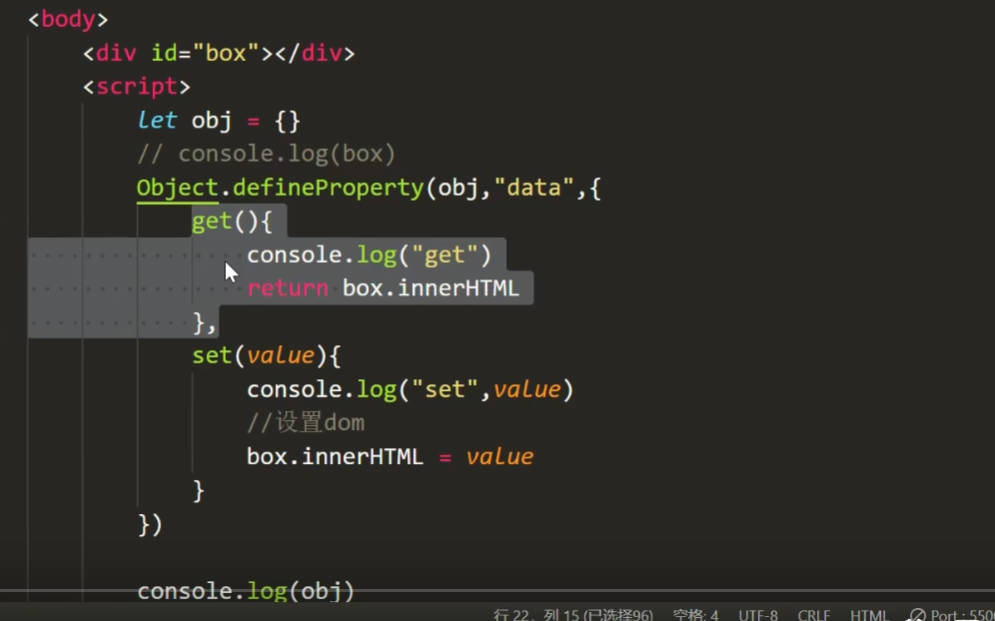 <body>
<div id="box"></div>
<script>
let obj = {}
// console.log(box)
Object.defineProperty(obj,"data",{
get(){
console.log("get")
return box.innerHTML
},
set(value){
console.log("set",value)
//设置dom
box.innerHTML = value
}
})
console.log(obj)
行 22，列 15 (已选择96) 空格: 4 UTF-8 CRLF HTML Port : 550